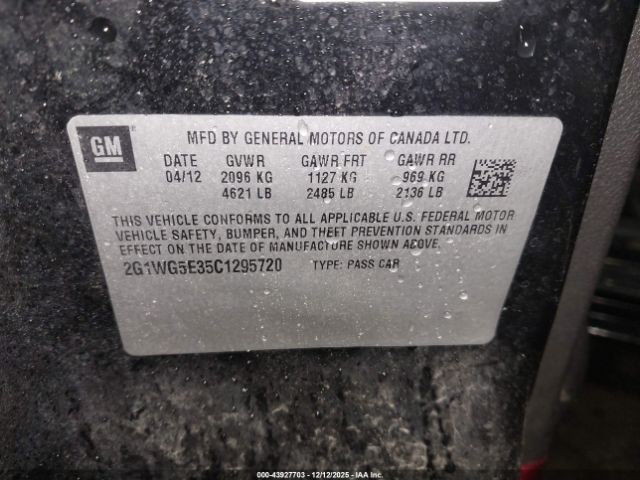 GM
MFD BY GENERAL MOTORS OF CANADA LTD.
DATE GVWR GAWR FRT GAWR RR
04/12 2096 KG 1127 KG 969 KG
4621 LB 2485 LB 2136 LB
THIS VEHICLE CONFORMS TO ALL APPLICABLE U.S. FEDERAL MOTOR
VEHICLE SAFETY, BUMPER, AND THEFT PREVENTION STANDARDS IN
EFFECT ON THE DATE OF MANUFACTURE SHOWN ABOVE.
2G1WG5E35C1295720 TYPE: PASS CAR
000-43927703 - 12/12/2025 - IAA Inc.